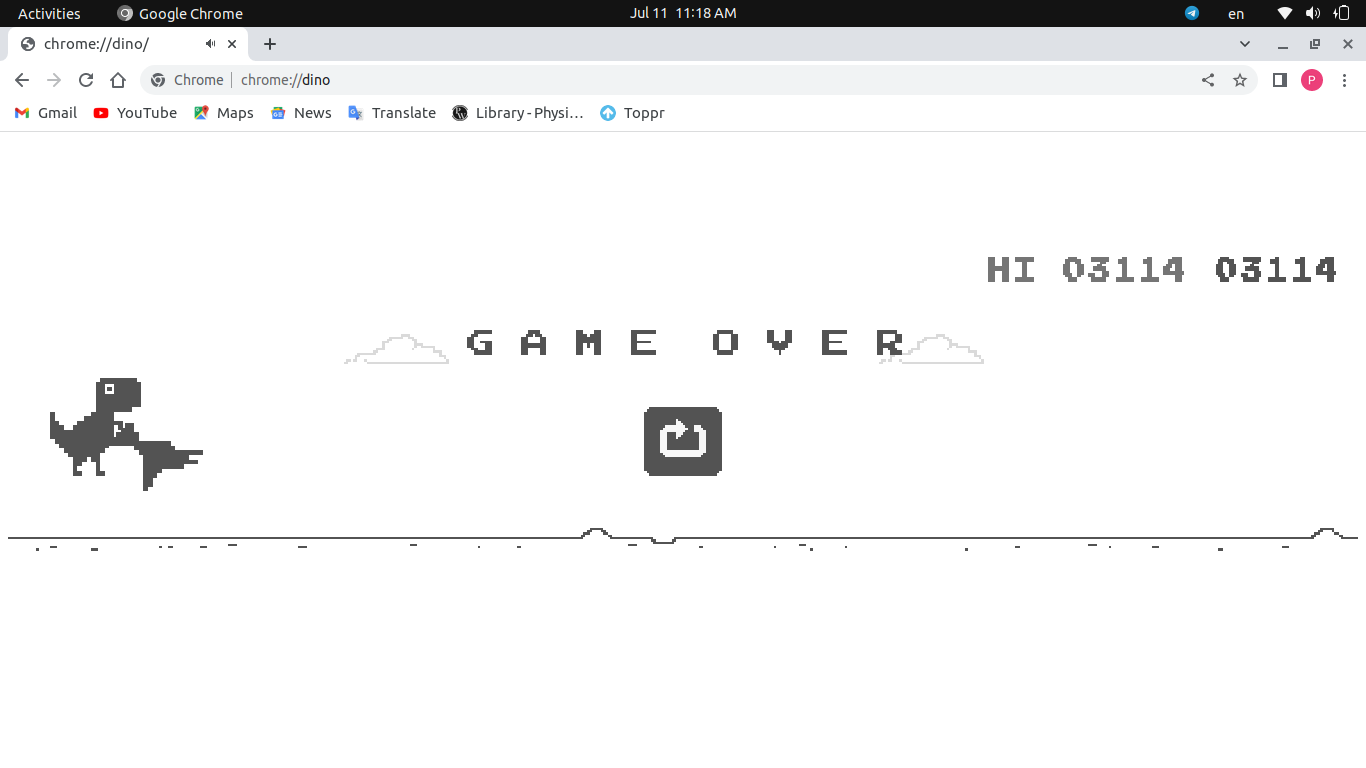 Activities Google Chrome Jul 11 11:18 AM en
chrome://dino/
Chrome chrome://dino P
Gmail YouTube Maps News Translate Library - Physi… Toppr
HI 03114 03114
GAME OVER